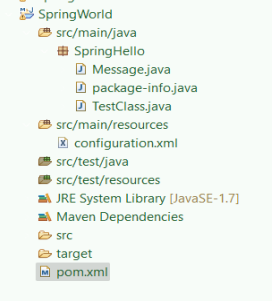 SpringWorld
src/main/java
SpringHello
Message.java
package-info.java
TestClass.java
src/main/resources
configuration.xml
src/test/java
src/test/resources
JRE System Library [JavaSE-1.7]
Maven Dependencies
src
target
pom.xml